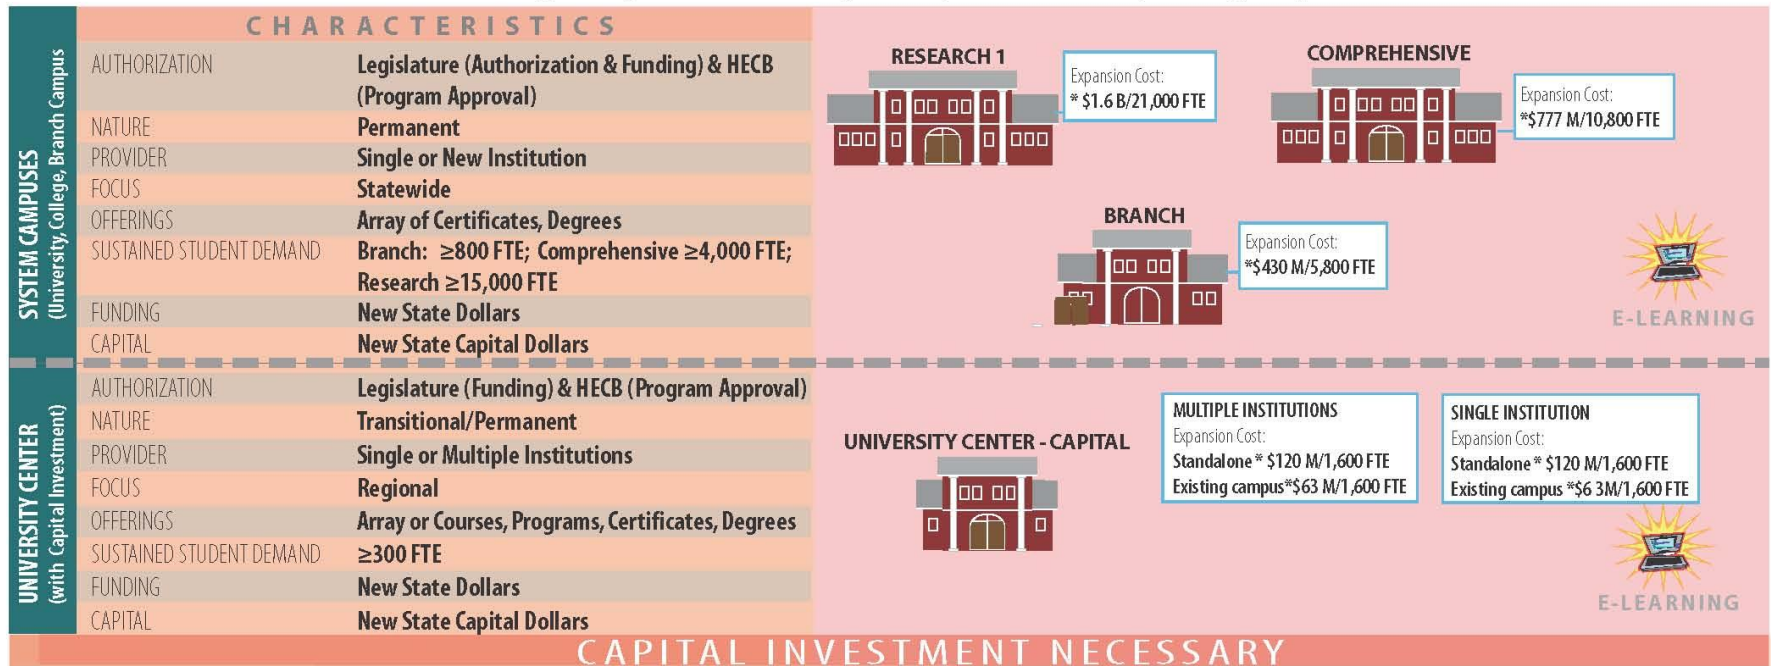 CHARACTERISTICS
SYSTEM CAMPUSES
(University, College, Branch Campus
AUTHORIZATION Legislature (Authorization & Funding) & HECB
(Program Approval)
NATURE Permanent
PROVIDER Single or New Institution
FOCUS Statewide
OFFERINGS Array of Certificates, Degrees
SUSTAINED STUDENT DEMAND Branch: ≥800 FTE; Comprehensive ≥4,000 FTE;
Research ≥15,000 FTE
FUNDING New State Dollars
CAPITAL New State Capital Dollars
RESEARCH 1
Expansion Cost:
* $1.6 B/21,000 FTE
COMPREHENSIVE
Expansion Cost:
*$777 M/10,800 FTE
BRANCH
Expansion Cost:
*$430 M/5,800 FTE
E-LEARNING
UNIVERSITY CENTER
(with Capital Investment)
AUTHORIZATION Legislature (Funding) & HECB (Program Approval)
NATURE Transitional/Permanent
PROVIDER Single or Multiple Institutions
FOCUS Regional
OFFERINGS Array or Courses, Programs, Certificates, Degrees
SUSTAINED STUDENT DEMAND ≥300 FTE
FUNDING New State Dollars
CAPITAL New State Capital Dollars
UNIVERSITY CENTER - CAPITAL
MULTIPLE INSTITUTIONS
Expansion Cost:
Standalone * $120 M/1,600 FTE
Existing campus*$63 M/1,600 FTE
SINGLE INSTITUTION
Expansion Cost:
Standalone * $120 M/1,600 FTE
Existing campus *$6 3M/1,600 FTE
E-LEARNING
CAPITAL INVESTMENT NECESSARY